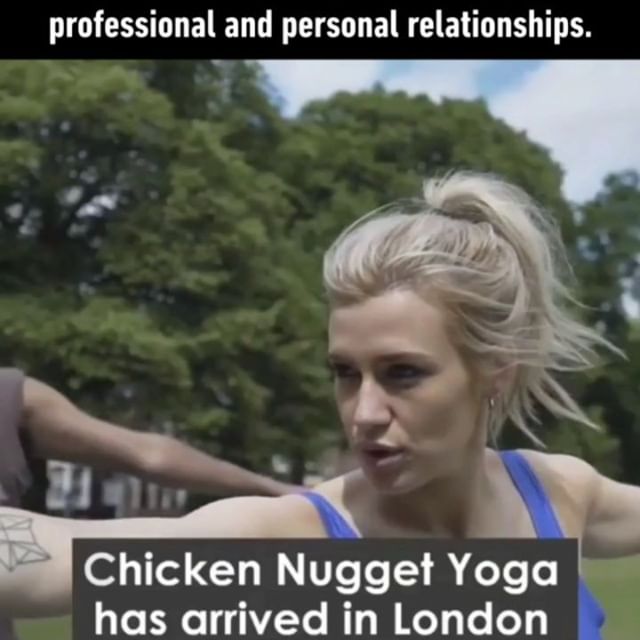 professional and personal relationships.
Chicken Nugget Yoga
has arrived in London